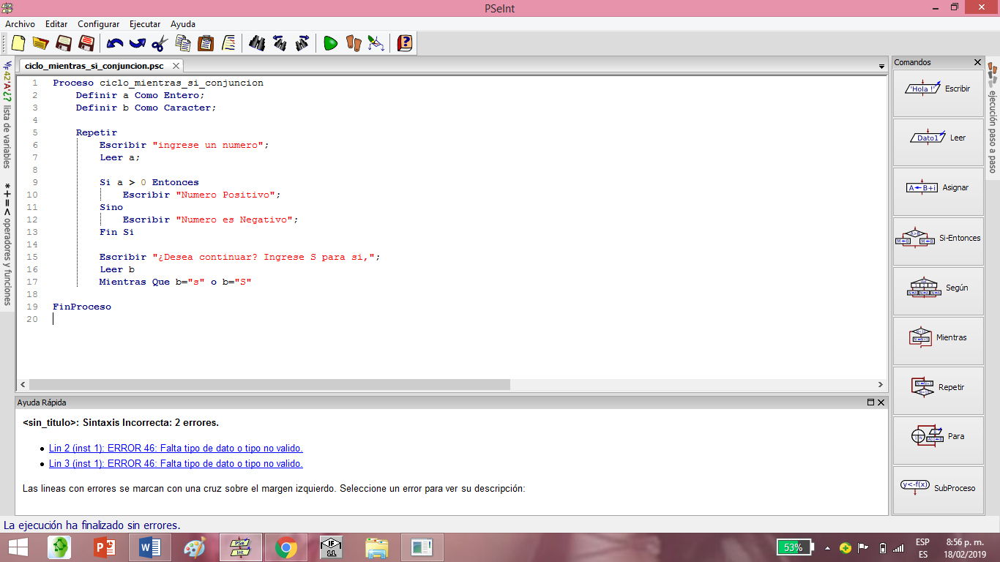 PSeInt
Archivo Editar Configurar Ejecutar Ayuda
ciclo_mientras_si_conjuncion.psc
1 Proceso ciclo_mientras_si_conjuncion
2 Definir a Como Entero;
3 Definir b Como Caracter;
4
5 Repetir
6 Escribir "ingrese un numero";
7 Leer a;
8
9 Si a > 0 Entonces
10 Escribir "Numero Positivo";
11 Sino
12 Escribir "Numero es Negativo";
13 Fin Si
14
15 Escribir "¿Desea continuar? Ingrese S para si,";
16 Leer b
17 Mientras Que b="s" o b="S"
18
19 FinProceso
20
lista de variables
*+=< operadores y funciones
Comandos
'Hola !' Escribir
Dato1 Leer
A←B+i Asignar
Si-Entonces
Según
Mientras
Repetir
Para
y<-f(x) SubProceso
ejecución paso a paso
Ayuda Rápida
<sin_titulo>: Sintaxis Incorrecta: 2 errores.
Lin 2 (inst 1): ERROR 46: Falta tipo de dato o tipo no valido.
Lin 3 (inst 1): ERROR 46: Falta tipo de dato o tipo no valido.
Las lineas con errores se marcan con una cruz sobre el margen izquierdo. Seleccione un error para ver su descripción:
La ejecución ha finalizado sin errores.
53%
ESP
ES
8:56 p. m.
18/02/2019